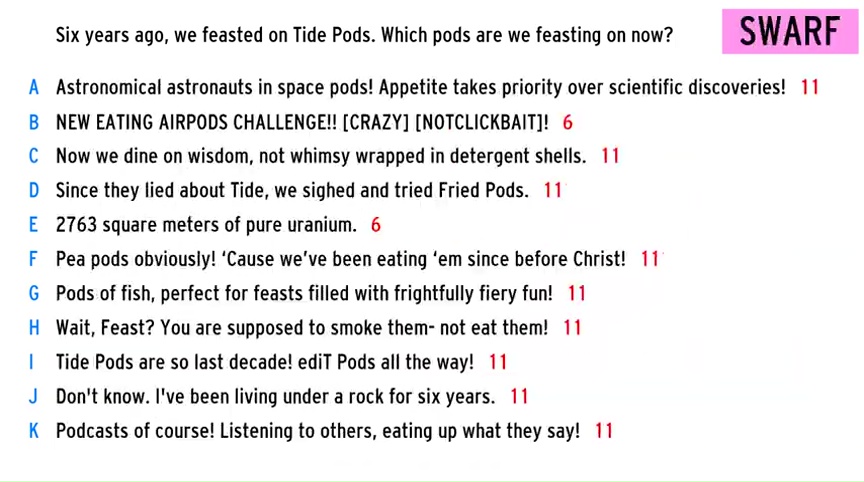 Six years ago, we feasted on Tide Pods. Which pods are we feasting on now?
SWARF
A Astronomical astronauts in space pods! Appetite takes priority over scientific discoveries! 11
B NEW EATING AIRPODS CHALLENGE!! [CRAZY] [NOTCLICKBAIT]! 6
C Now we dine on wisdom, not whimsy wrapped in detergent shells. 11
D Since they lied about Tide, we sighed and tried Fried Pods. 11
E 2763 square meters of pure uranium. 6
F Pea pods obviously! ‘Cause we’ve been eating ‘em since before Christ! 11
G Pods of fish, perfect for feasts filled with frightfully fiery fun! 11
H Wait, Feast? You are supposed to smoke them- not eat them! 11
I Tide Pods are so last decade! ediT Pods all the way! 11
J Don't know. I've been living under a rock for six years. 11
K Podcasts of course! Listening to others, eating up what they say! 11